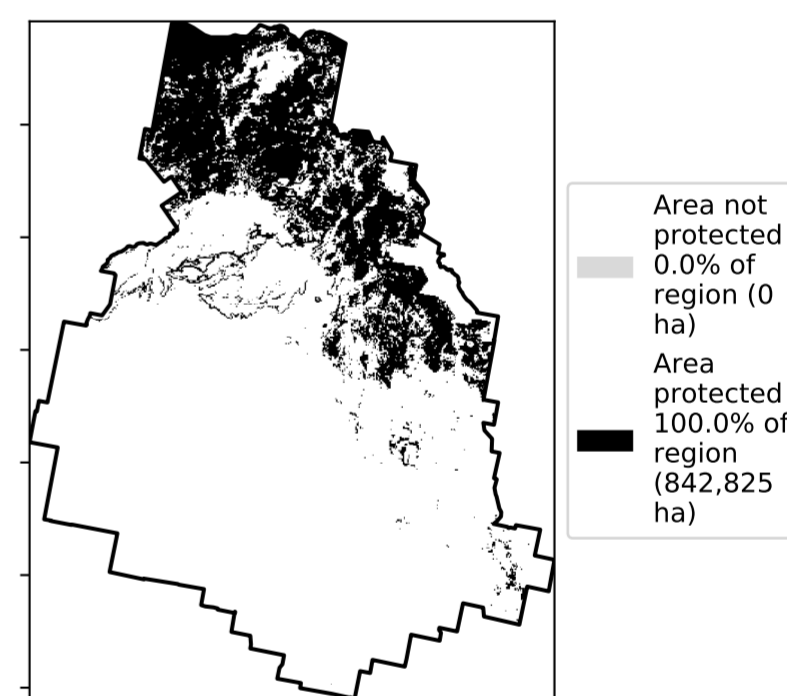 Area not
protected
0.0% of
region (0
ha)
Area
protected
100.0% of
region
(842,825
ha)